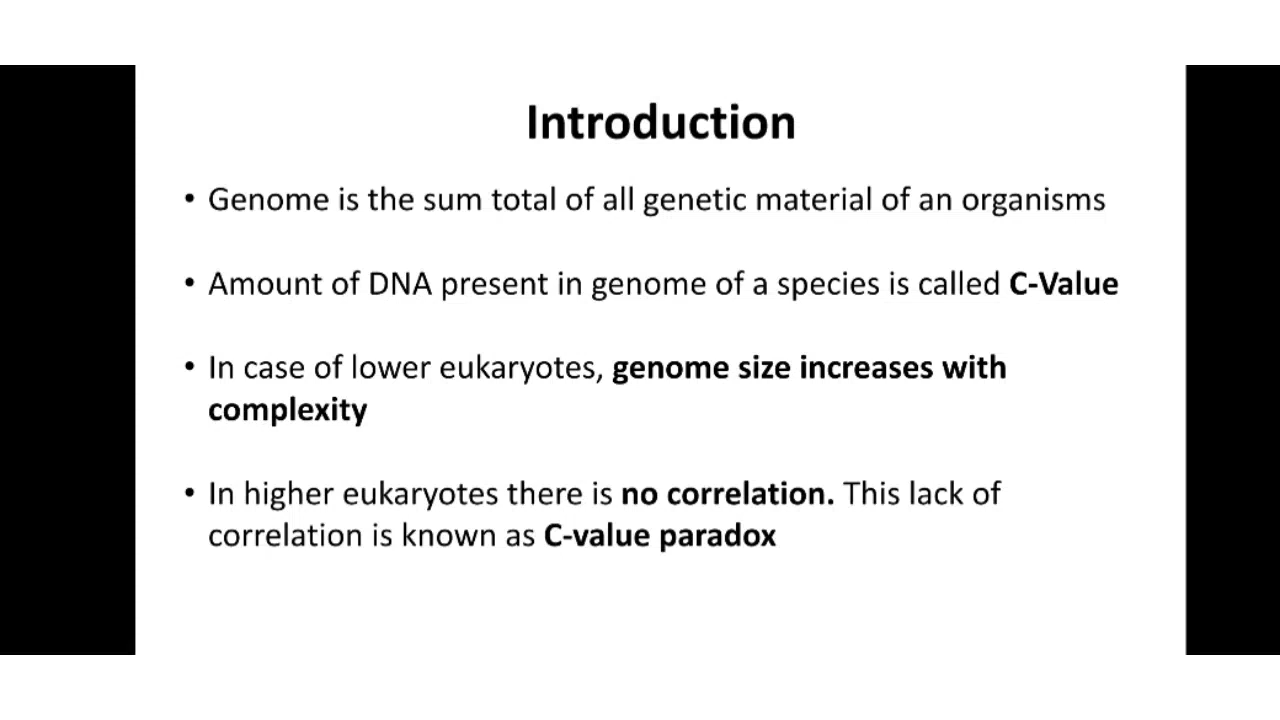 Introduction
• Genome is the sum total of all genetic material of an organisms
• Amount of DNA present in genome of a species is called C-Value
• In case of lower eukaryotes, genome size increases with
complexity
• In higher eukaryotes there is no correlation. This lack of
correlation is known as C-value paradox